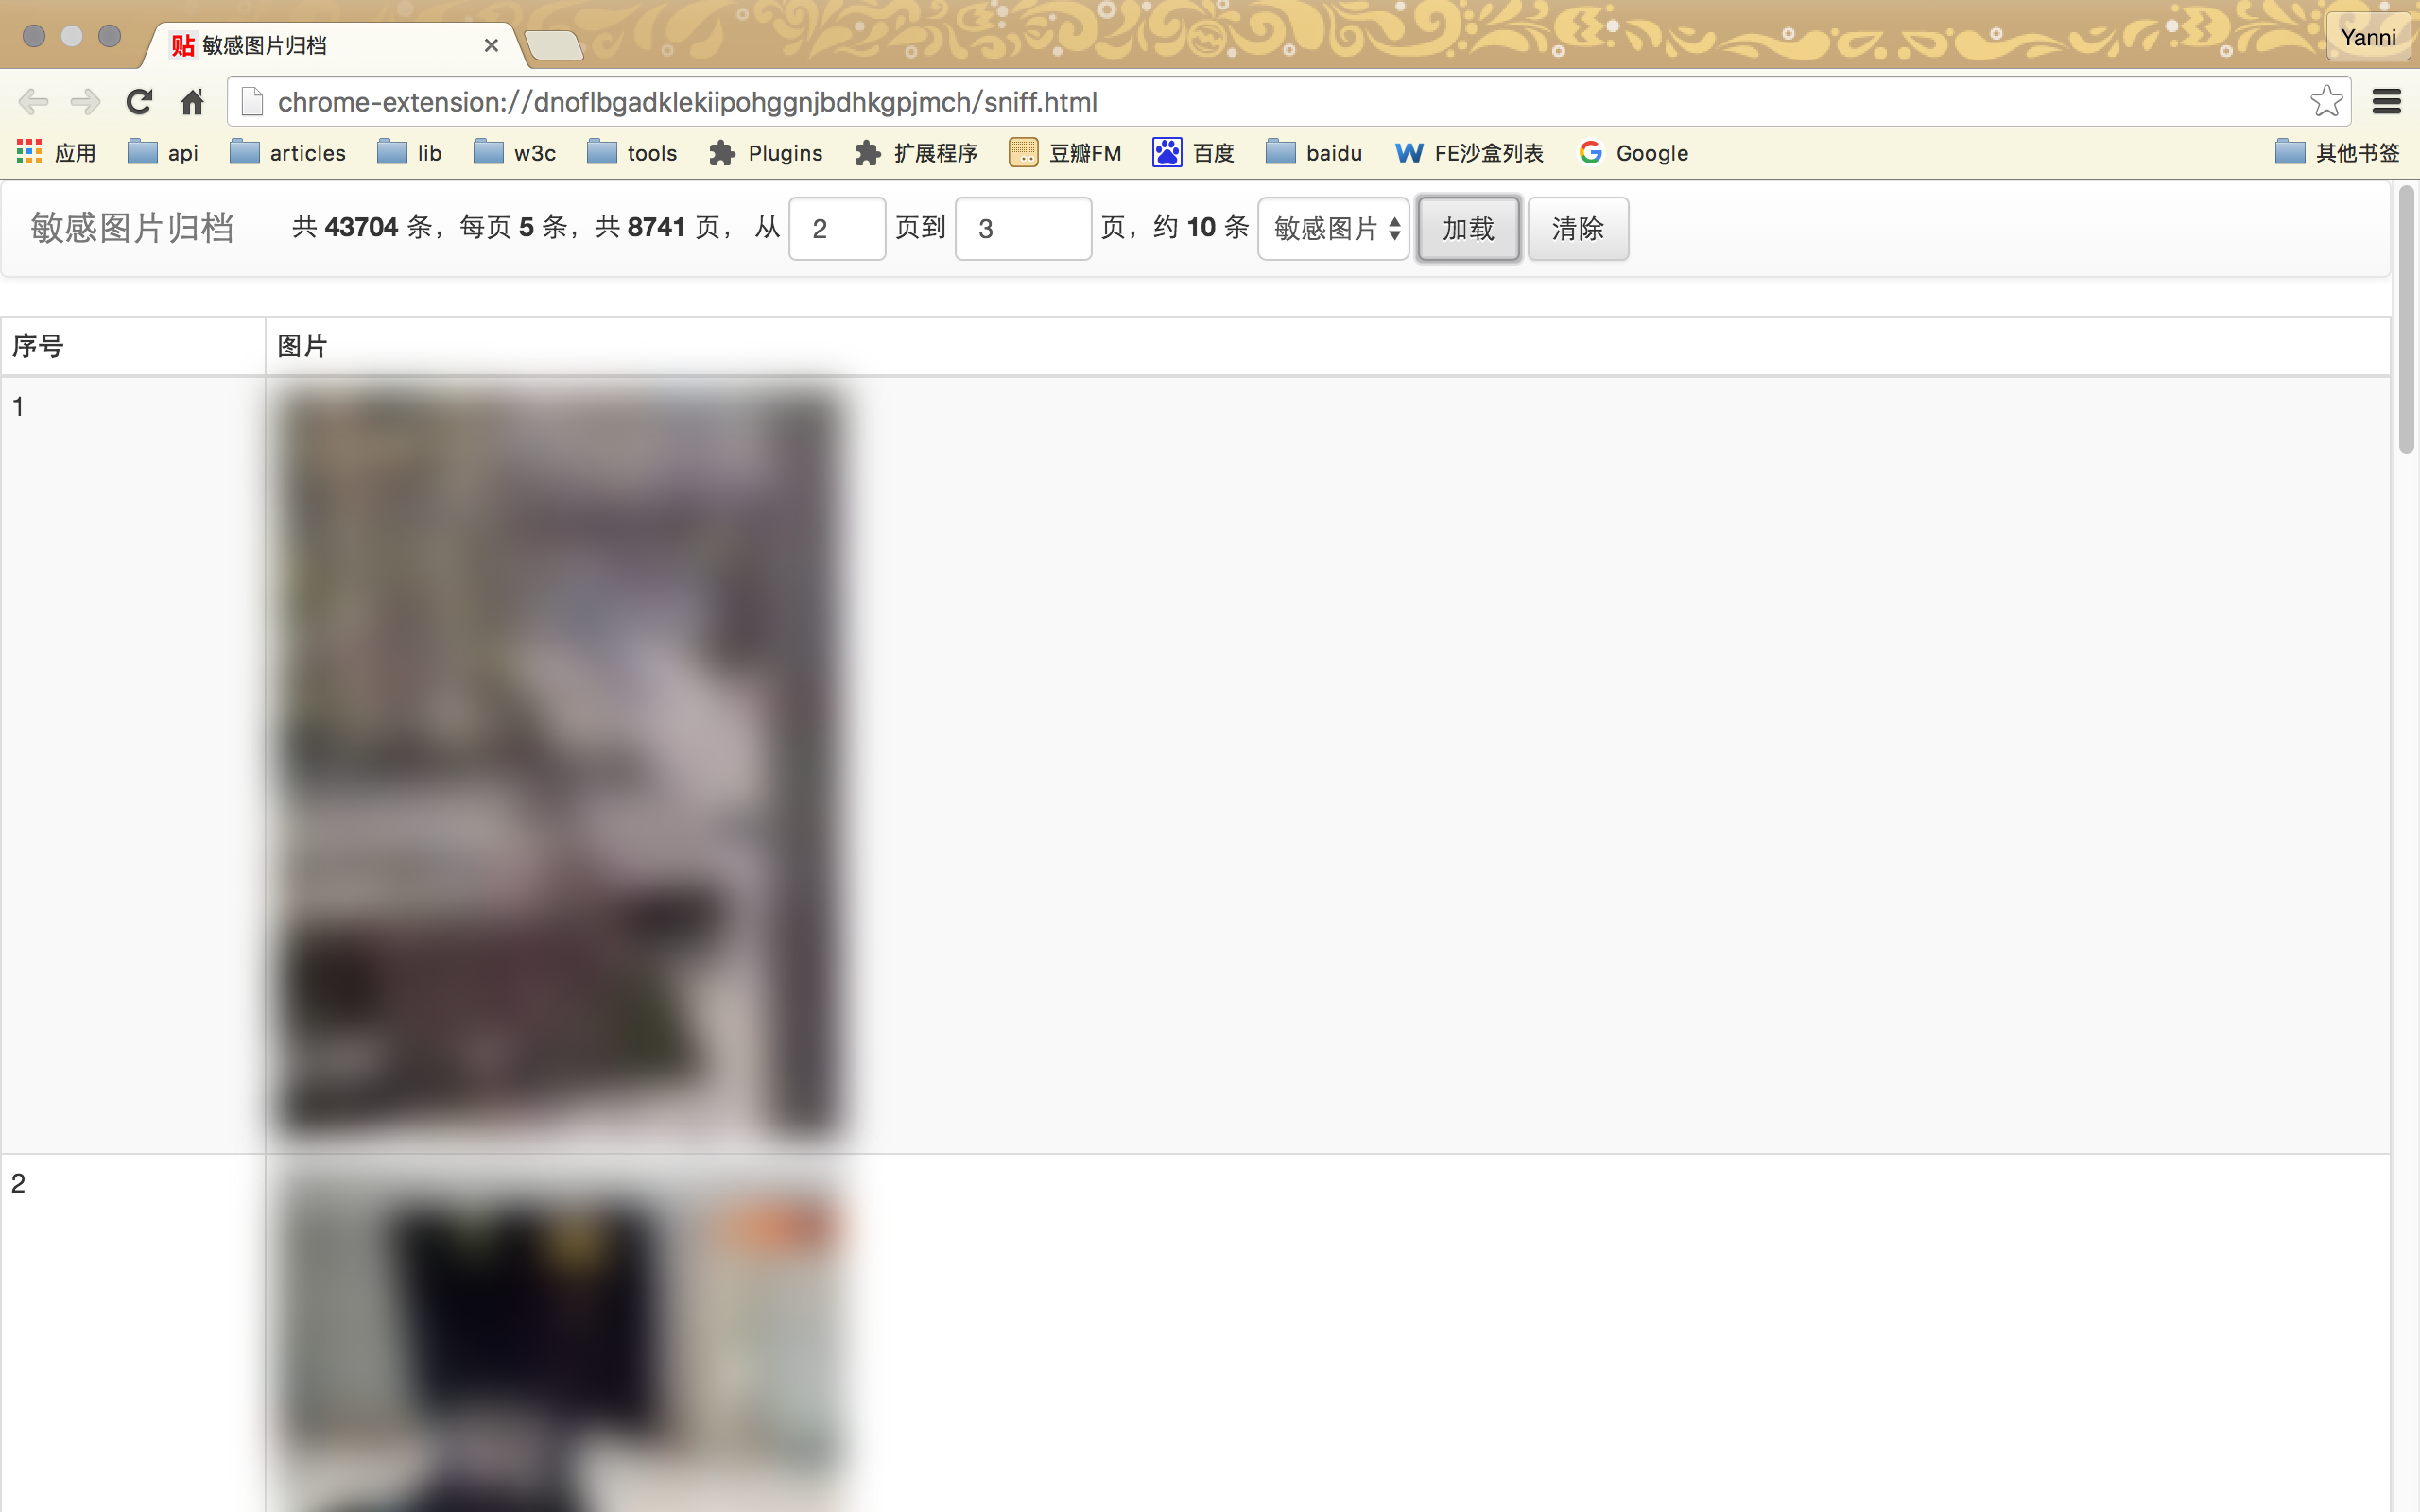 贴 敏感图片归档
Yanni
chrome-extension://dnoflbgadklekiipohggnjbdhkgpjmch/sniff.html
应用 api articles lib w3c tools Plugins 扩展程序 豆瓣FM 百度 baidu FE沙盒列表 Google 其他书签
敏感图片归档 共 43704 条，每页 5 条，共 8741 页， 从 2 页到 3 页，约 10 条 敏感图片 加载 清除
序号 图片
1
2